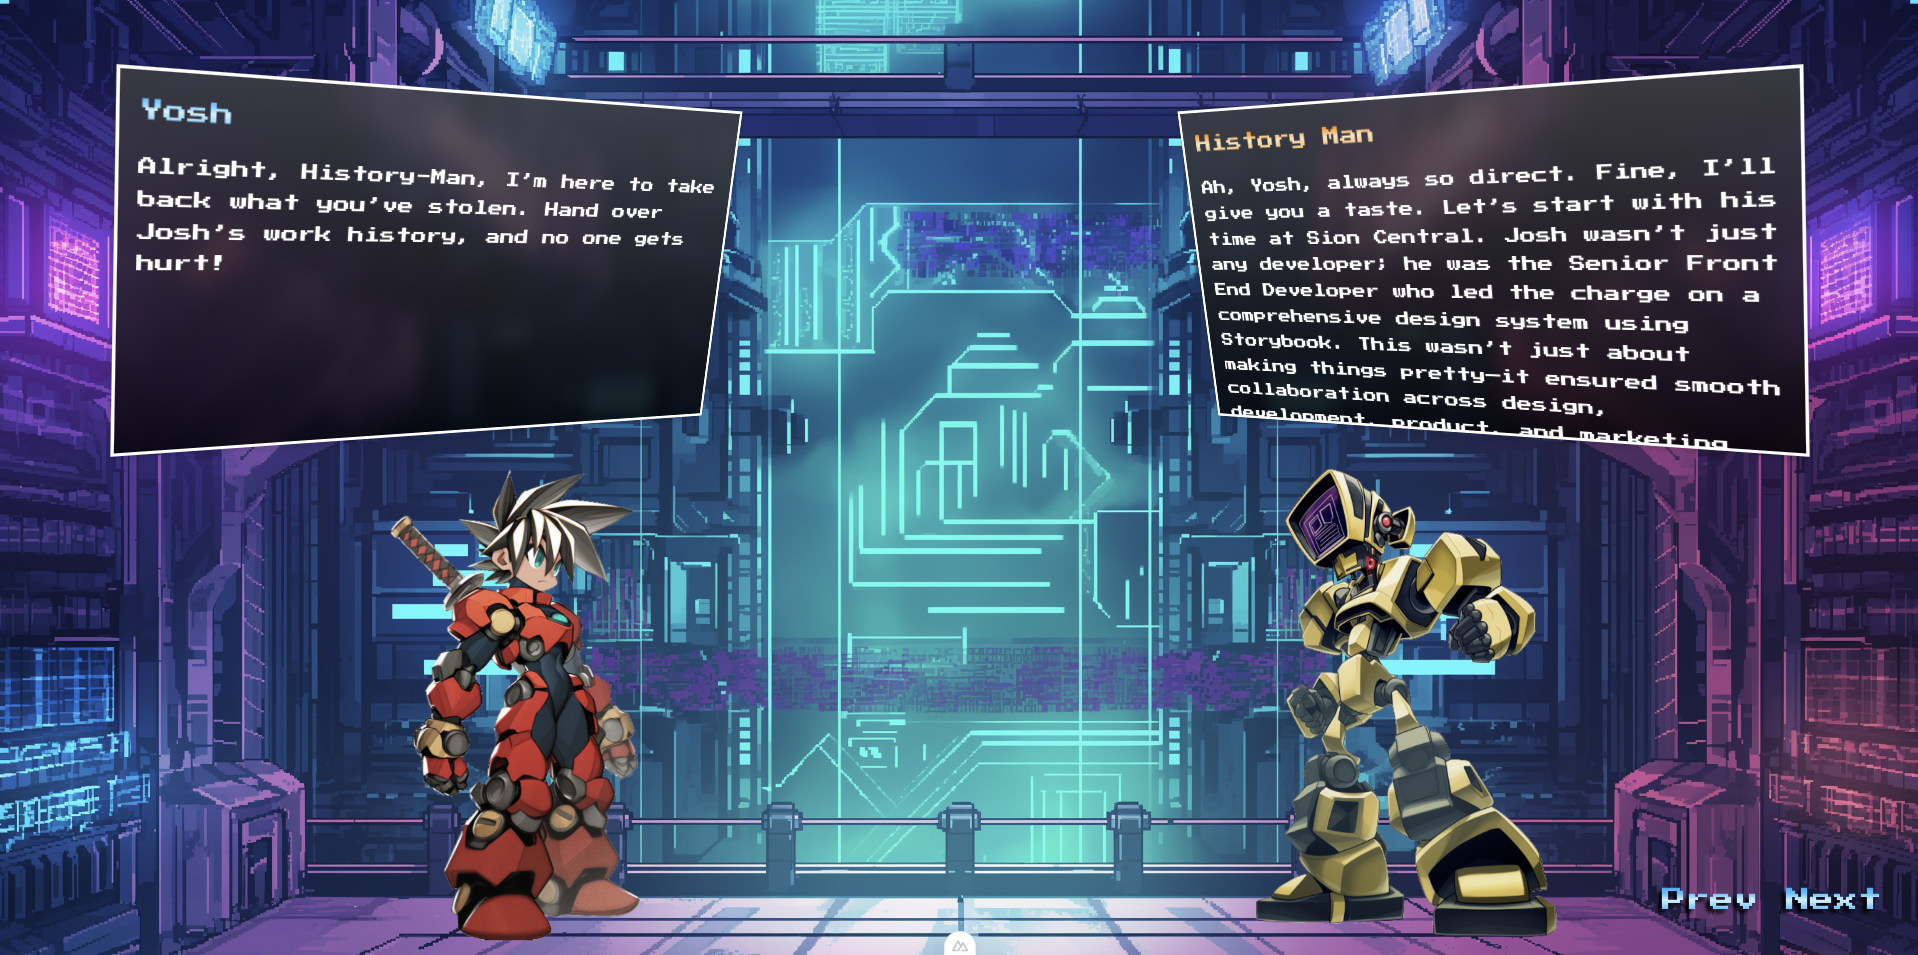 Yosh
Alright, History-Man, I'm here to take
back what you've stolen. Hand over
Josh's work history, and no one gets
hurt!
History Man
Ah, Yosh, always so direct. Fine, I'll
give you a taste. Let's start with his
time at Sion Central. Josh wasn't just
any developer; he was the Senior Front
End Developer who led the charge on a
comprehensive design system using
Storybook. This wasn't just about
making things pretty—it ensured smooth
collaboration across design,
development, product, and marketing
Prev Next